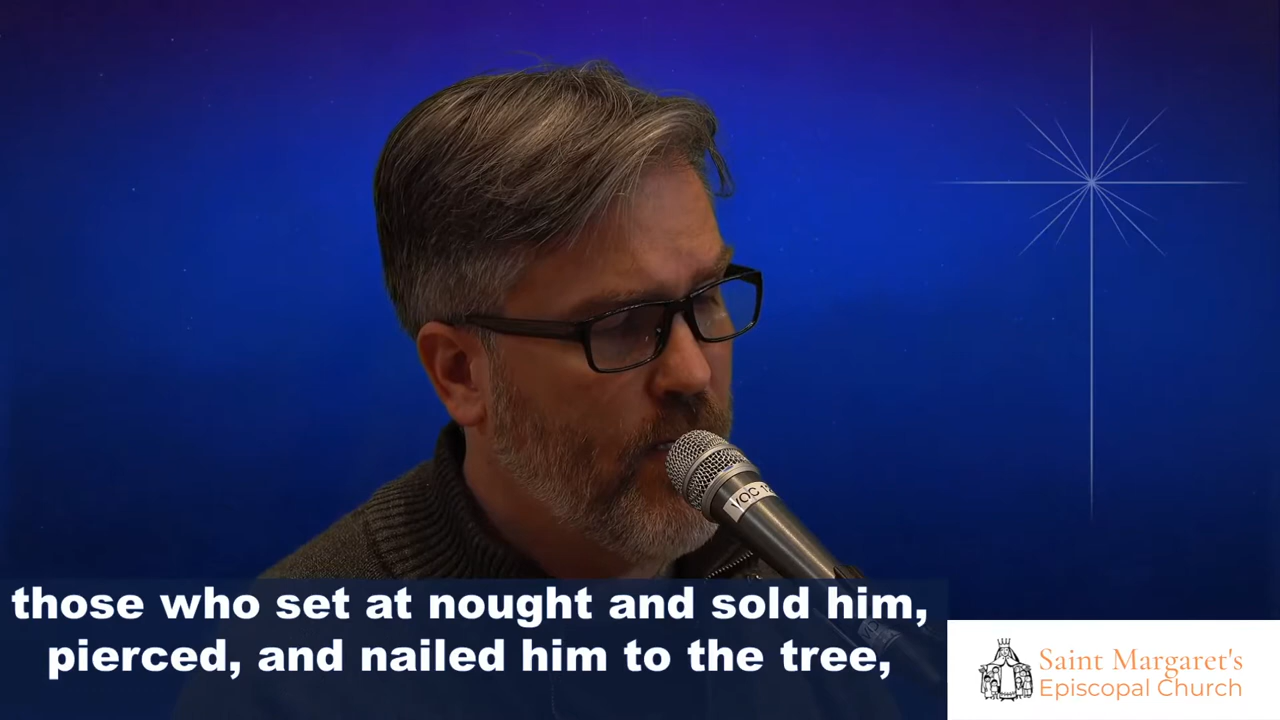 those who set at nought and sold him,
pierced, and nailed him to the tree,
Saint Margaret's
Episcopal Church